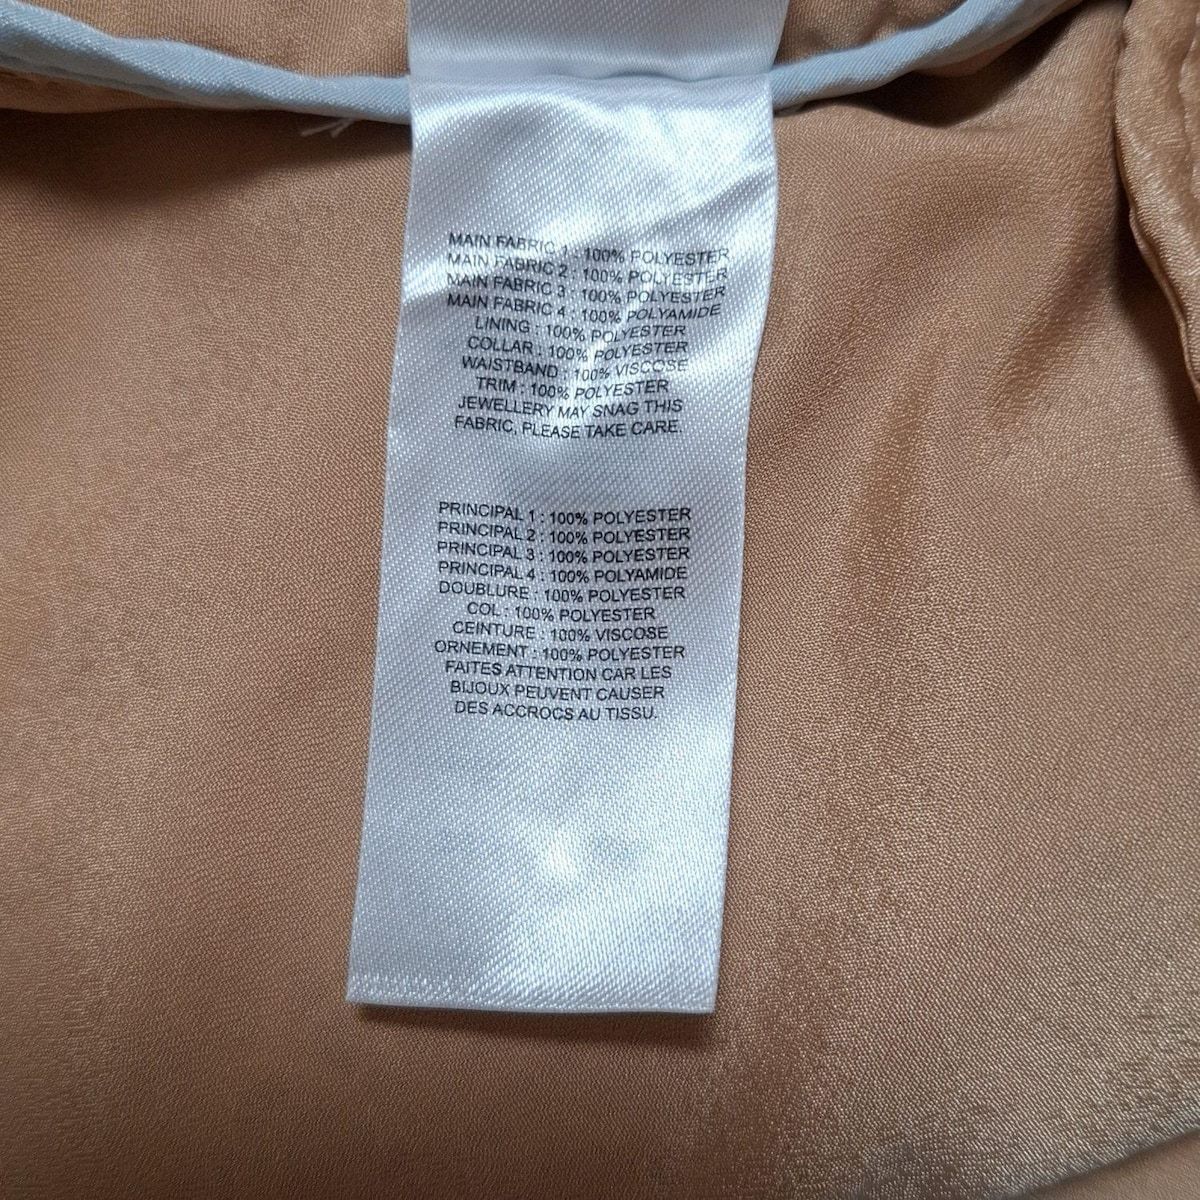 MAIN FABRIC 1 : 100% POLYESTER
MAIN FABRIC 2 : 100% POLYESTER
MAIN FABRIC 3 : 100% POLYESTER
MAIN FABRIC 4 : 100% POLYAMIDE
LINING : 100% POLYESTER
COLLAR : 100% POLYESTER
WAISTBAND : 100% VISCOSE
TRIM : 100% POLYESTER
JEWELLERY MAY SNAG THIS
FABRIC, PLEASE TAKE CARE.
PRINCIPAL 1 : 100% POLYESTER
PRINCIPAL 2 : 100% POLYESTER
PRINCIPAL 3 : 100% POLYESTER
PRINCIPAL 4 : 100% POLYAMIDE
DOUBLURE : 100% POLYESTER
COL : 100% POLYESTER
CEINTURE : 100% VISCOSE
ORNEMENT : 100% POLYESTER
FAITES ATTENTION CAR LES
BIJOUX PEUVENT CAUSER
DES ACCROCS AU TISSU.